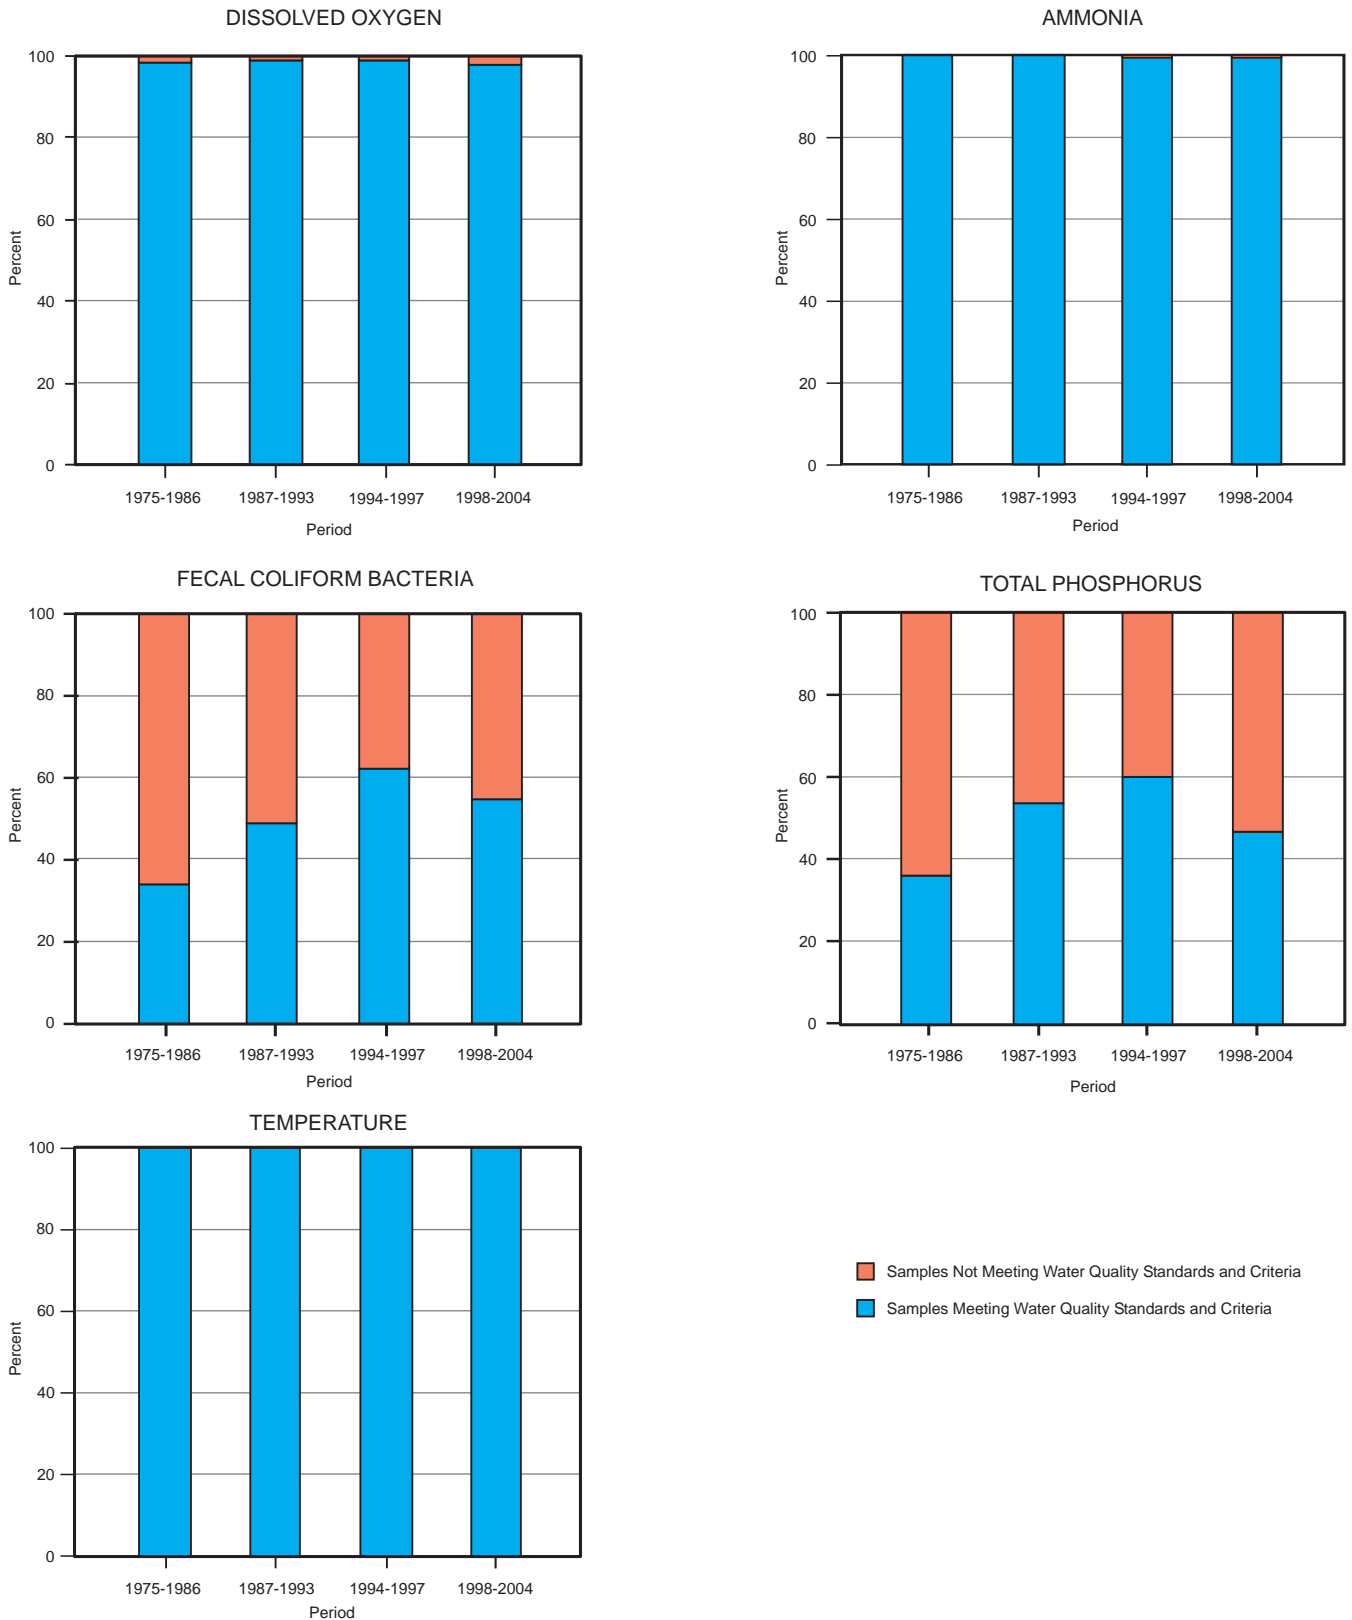 DISSOLVED OXYGEN
100
80
60
40
20
0
Percent
1975-1986 1987-1993 1994-1997 1998-2004
Period
AMMONIA
100
80
60
40
20
0
Percent
1975-1986 1987-1993 1994-1997 1998-2004
Period
FECAL COLIFORM BACTERIA
100
80
60
40
20
0
Percent
1975-1986 1987-1993 1994-1997 1998-2004
Period
TOTAL PHOSPHORUS
100
80
60
40
20
0
Percent
1975-1986 1987-1993 1994-1997 1998-2004
Period
TEMPERATURE
100
80
60
40
20
0
Percent
1975-1986 1987-1993 1994-1997 1998-2004
Period
Samples Not Meeting Water Quality Standards and Criteria
Samples Meeting Water Quality Standards and Criteria